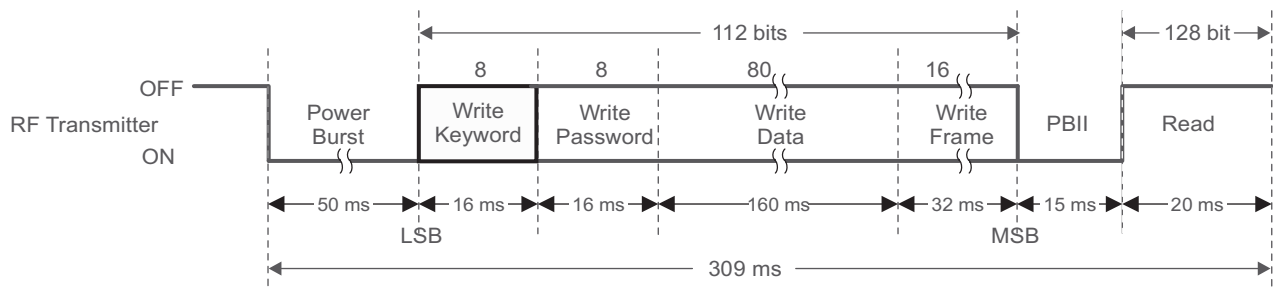 112 bits 128 bit
8 8 80 16
OFF
RF Transmitter
ON
Power
Burst
Write
Keyword
Write
Password
Write
Data
Write
Frame
PBII
Read
50 ms 16 ms 16 ms 160 ms 32 ms 15 ms 20 ms
LSB MSB
309 ms